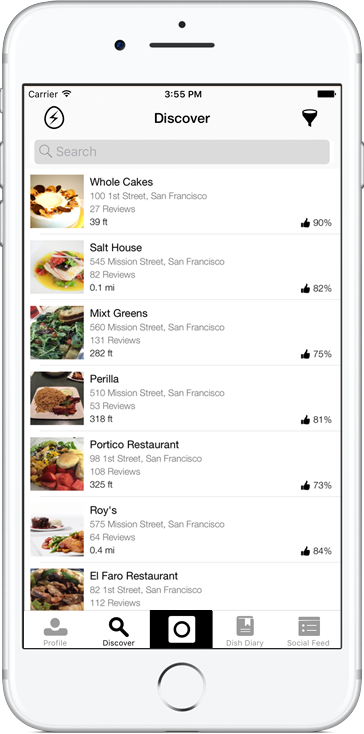 Carrier 3:55 PM
Discover
Search
Whole Cakes
100 1st Street, San Francisco
27 Reviews
39 ft 90%
Salt House
545 Mission Street, San Francisco
82 Reviews
0.1 mi 82%
Mixt Greens
560 Mission Street, San Francisco
131 Reviews
282 ft 75%
Perilla
510 Mission Street, San Francisco
53 Reviews
318 ft 81%
Portico Restaurant
98 1st Street, San Francisco
108 Reviews
325 ft 73%
Roy's
575 Mission Street, San Francisco
64 Reviews
0.4 mi 84%
El Faro Restaurant
82 1st Street, San Francisco
112 Reviews
Profile Discover Dish Diary Social Feed